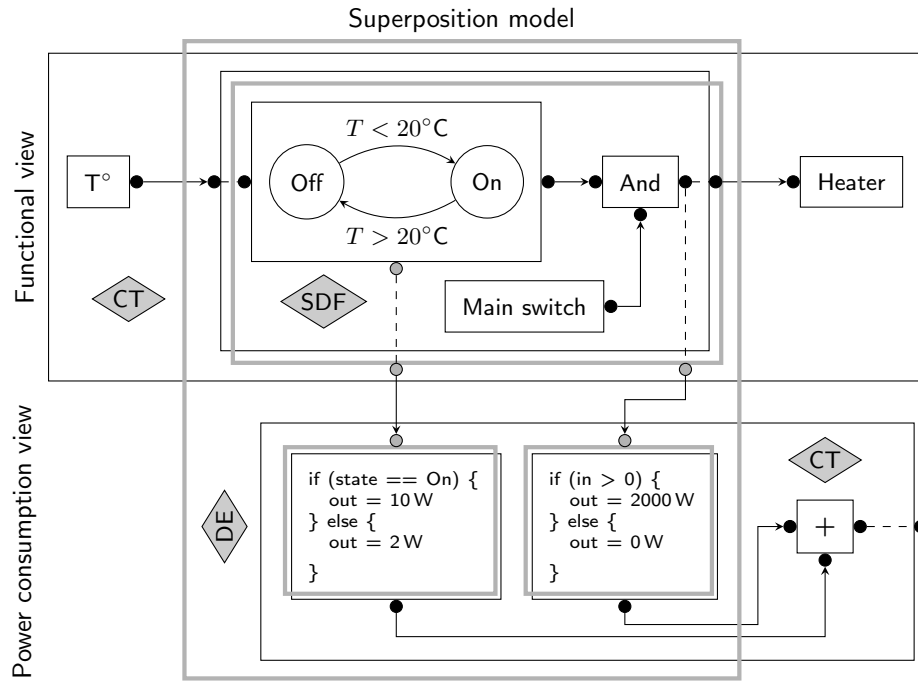 Superposition model
Functional view
T°
T < 20°C
Off
On
T > 20°C
And
Heater
CT
SDF
Main switch
Power consumption view
DE
if (state == On) {
out = 10 W
} else {
out = 2 W
}
if (in > 0) {
out = 2000 W
} else {
out = 0 W
}
CT
+